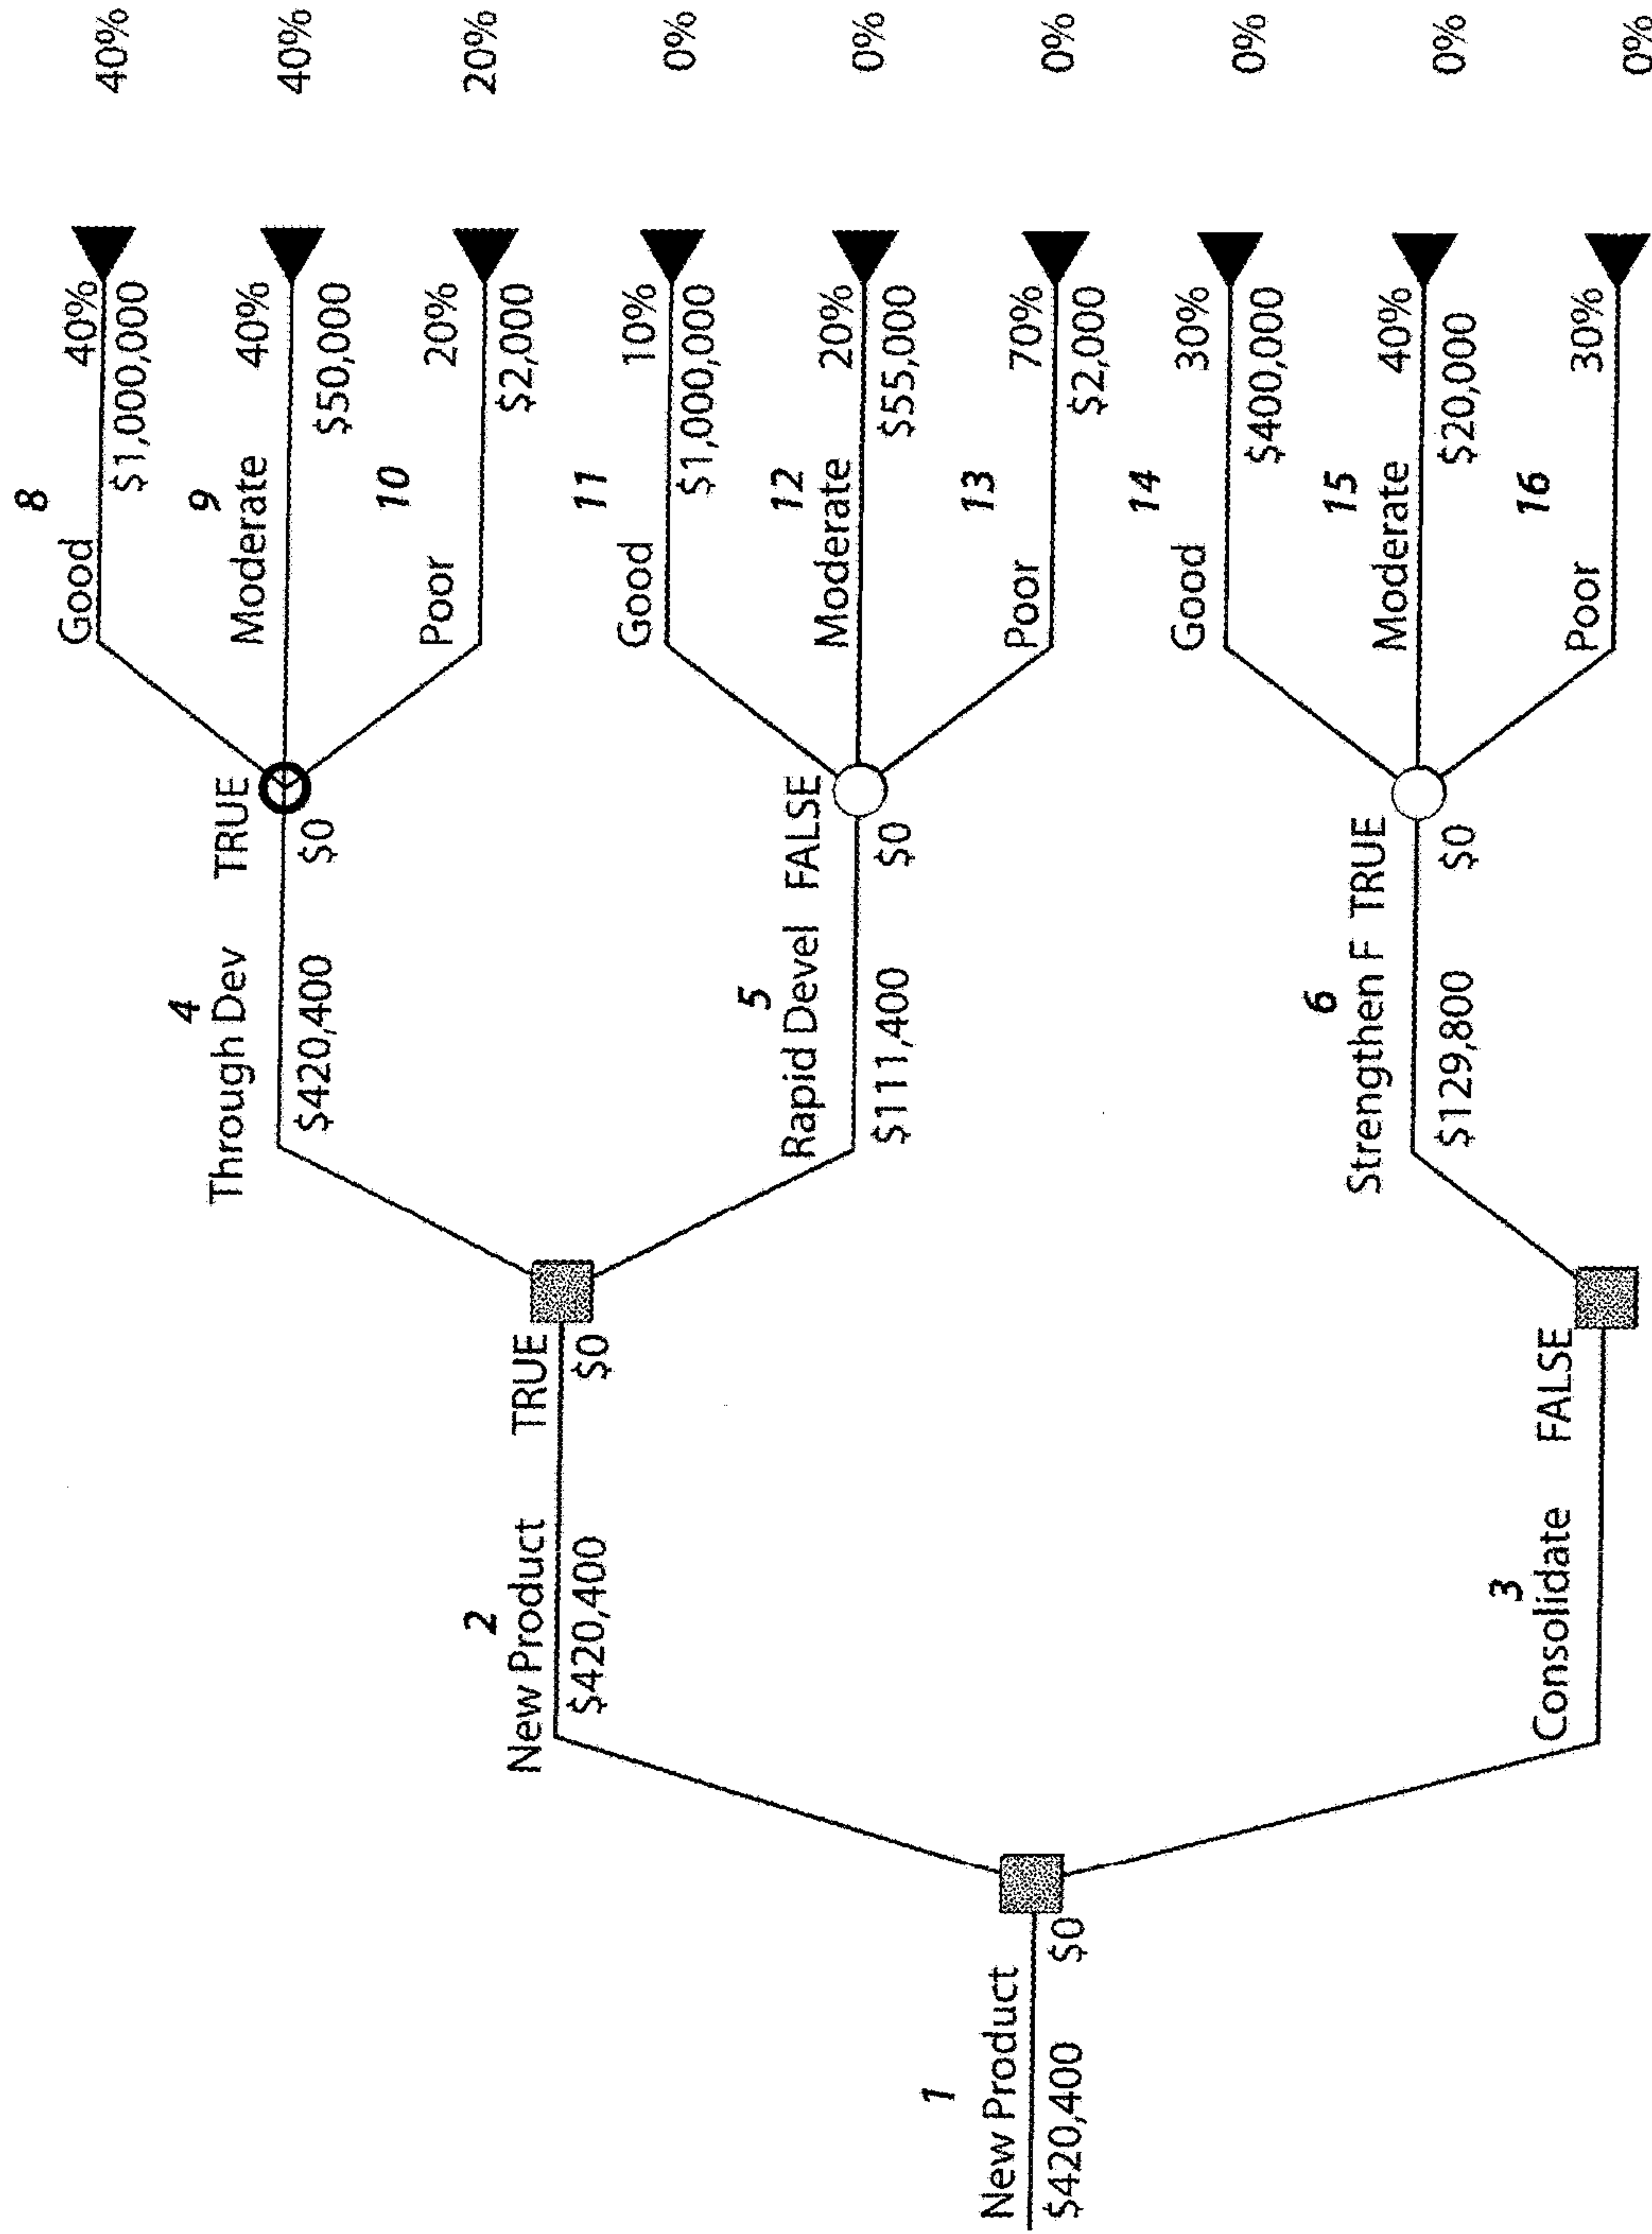 1
New Product
$420,400 $0
2
New Product TRUE
$420,400 $0
3
Consolidate FALSE
4
Through Dev TRUE
$420,400 $0
5
Rapid Devel FALSE
$111,400 $0
6
Strengthen F TRUE
$129,800 $0
8
Good 40% 40%
$1,000,000
9
Moderate 40% 40%
$50,000
10
Poor 20% 20%
$2,000
11
Good 10% 0%
$1,000,000
12
Moderate 20% 0%
$55,000
13
Poor 70% 0%
$2,000
14
Good 30% 0%
$400,000
15
Moderate 40% 0%
$20,000
16
Poor 30% 0%